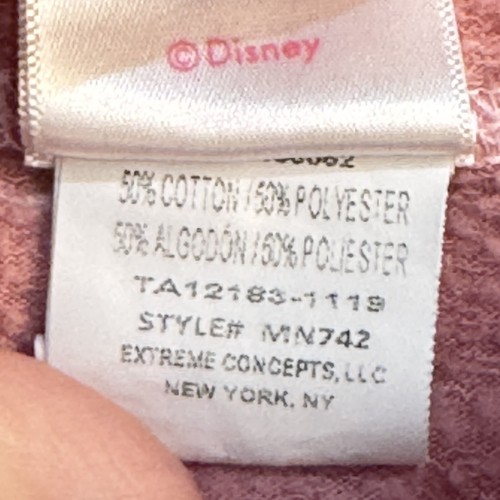 ©Disney
50% COTTON / 50% POLYESTER
50% ALGODÓN / 50% POLIESTER
TA12183-1119
STYLE# MN742
EXTREME CONCEPTS, LLC
NEW YORK, NY